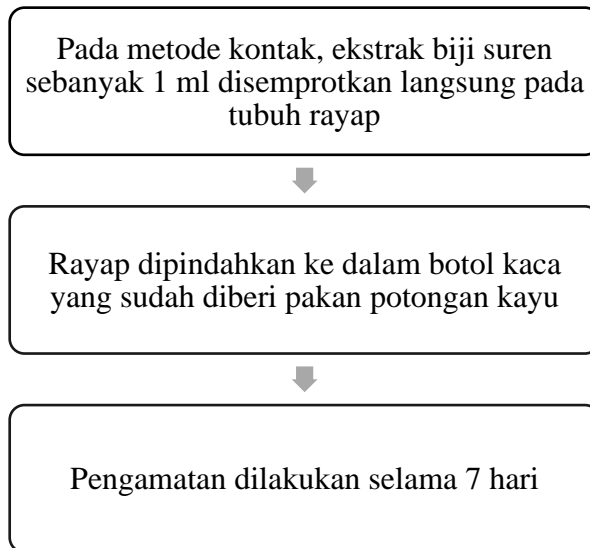 Pada metode kontak, ekstrak biji suren
sebanyak 1 ml disemprotkan langsung pada
tubuh rayap
Rayap dipindahkan ke dalam botol kaca
yang sudah diberi pakan potongan kayu
Pengamatan dilakukan selama 7 hari